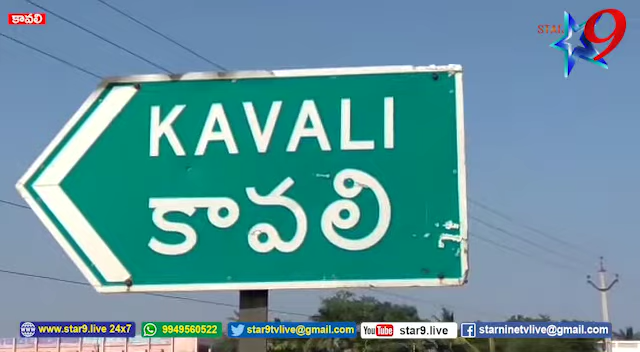 కావలి
STAR 9
KAVALI
కావలి
www.star9.live 24x7 9949560522 star9tvlive@gmail.com YouTube star9.live starninetvlive@gmail.com